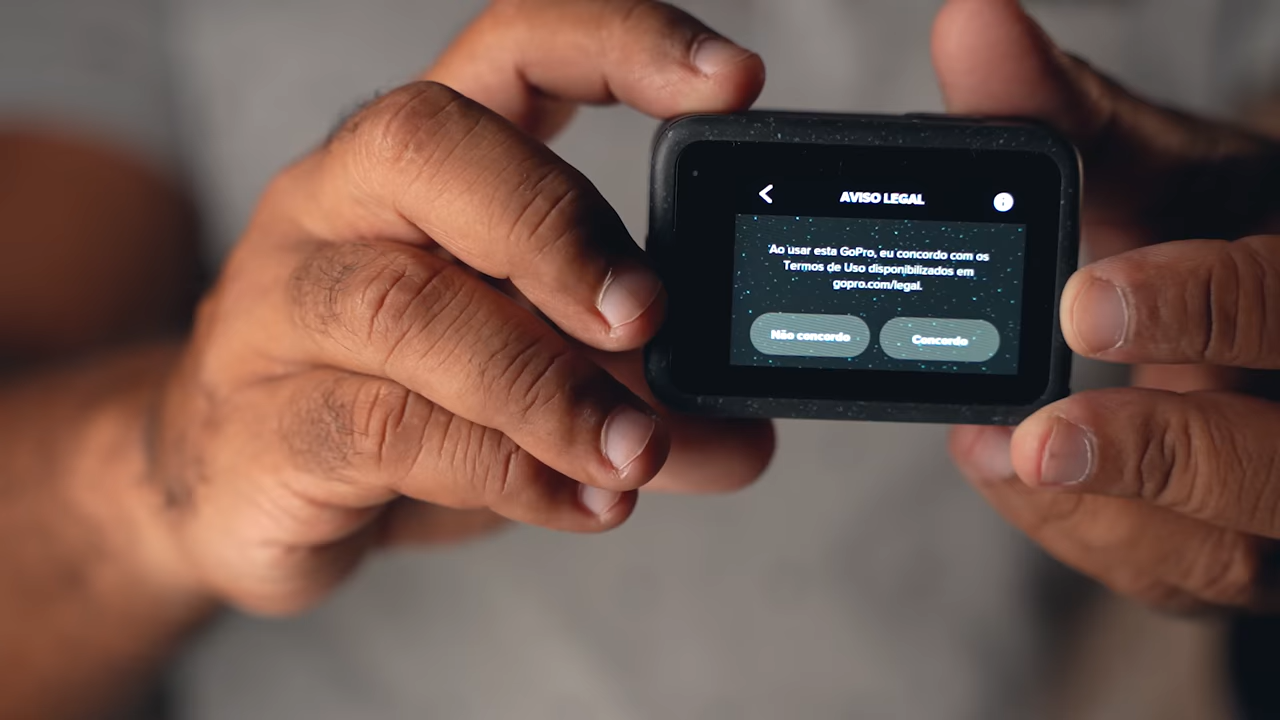 AVISO LEGAL
Ao usar esta GoPro, eu concordo com os
Termos de Uso disponibilizados em
gopro.com/legal.
Não concordo
Concordo